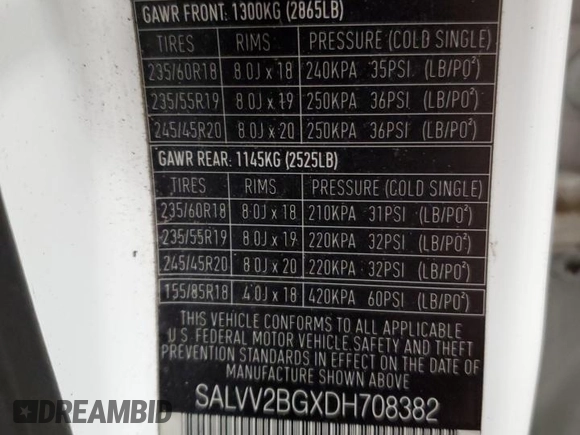 GAWR FRONT: 1300KG (2865LB)
TIRES RIMS PRESSURE (COLD SINGLE)
235/60R18 8.0J x 18 240KPA 35PSI (LB/PO²)
235/55R19 8.0J x 19 250KPA 36PSI (LB/PO²)
245/45R20 8.0J x 20 250KPA 36PSI (LB/PO²)
GAWR REAR: 1145KG (2525LB)
TIRES RIMS PRESSURE (COLD SINGLE)
235/60R18 8.0J x 18 210KPA 31PSI (LB/PO²)
235/55R19 8.0J x 19 220KPA 32PSI (LB/PO²)
245/45R20 8.0J x 20 220KPA 32PSI (LB/PO²)
155/85R18 4.0J x 18 420KPA 60PSI (LB/PO²)
THIS VEHICLE CONFORMS TO ALL APPLICABLE
U.S. FEDERAL MOTOR VEHICLE SAFETY AND THEFT
PREVENTION STANDARDS IN EFFECT ON THE DATE OF
MANUFACTURE SHOWN ABOVE.
SALVV2BGXDH708382